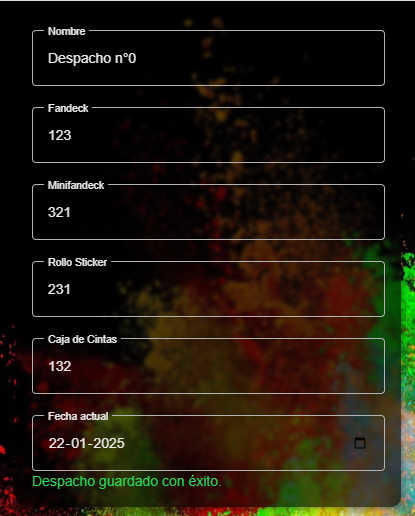 Nombre
Despacho n°0
Fandeck
123
Minifandeck
321
Rollo Sticker
231
Caja de Cintas
132
Fecha actual
22-01-2025
Despacho guardado con éxito.